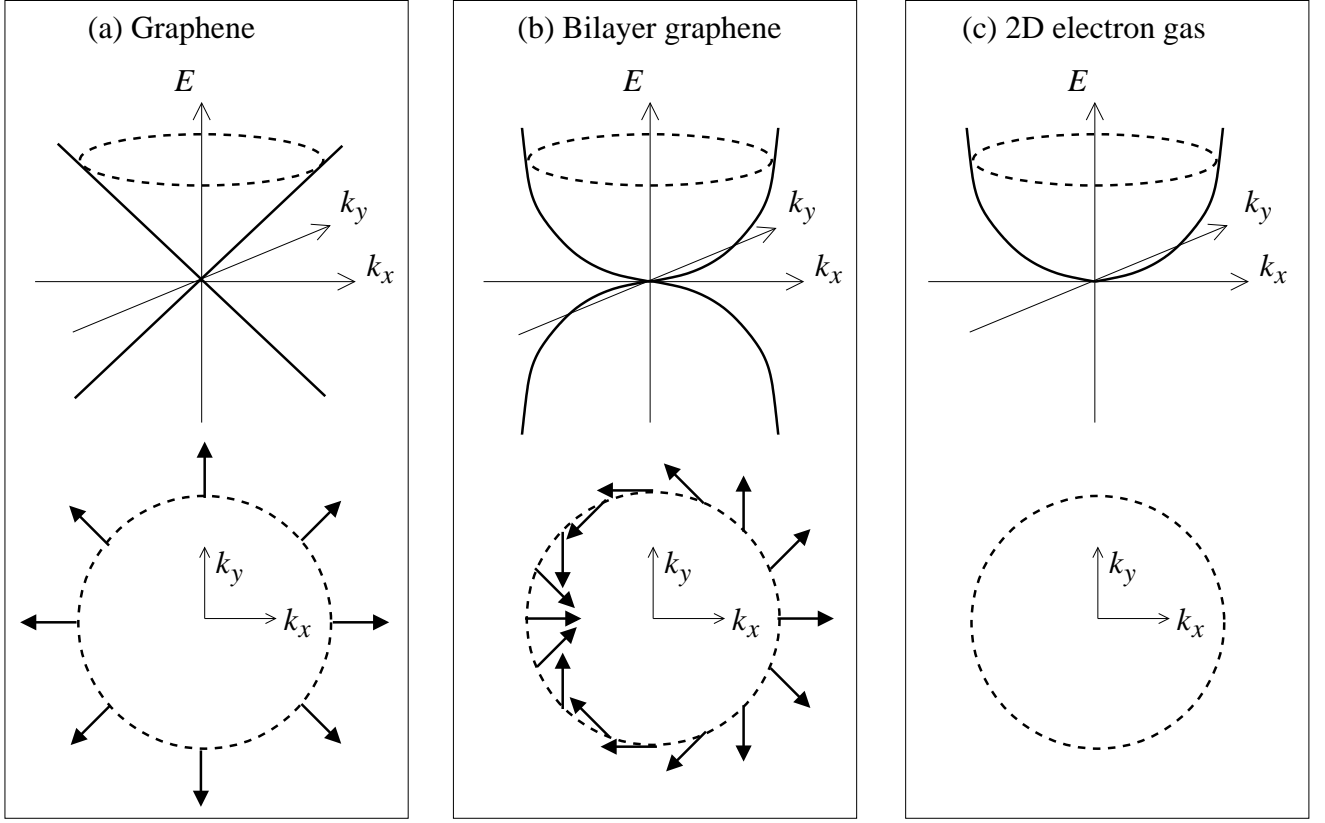 (a) Graphene
E
k_y
k_x
k_y
k_x
(b) Bilayer graphene
E
k_y
k_x
k_y
k_x
(c) 2D electron gas
E
k_y
k_x
k_y
k_x